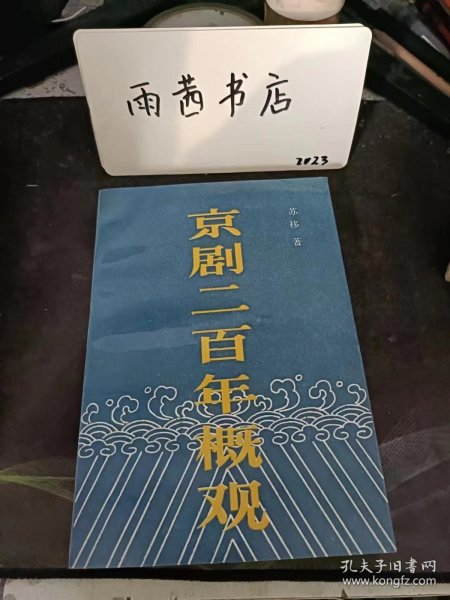 雨茜书店
2023
苏移 著
京剧二百年概观
孔夫子旧书网
www.kongfz.com